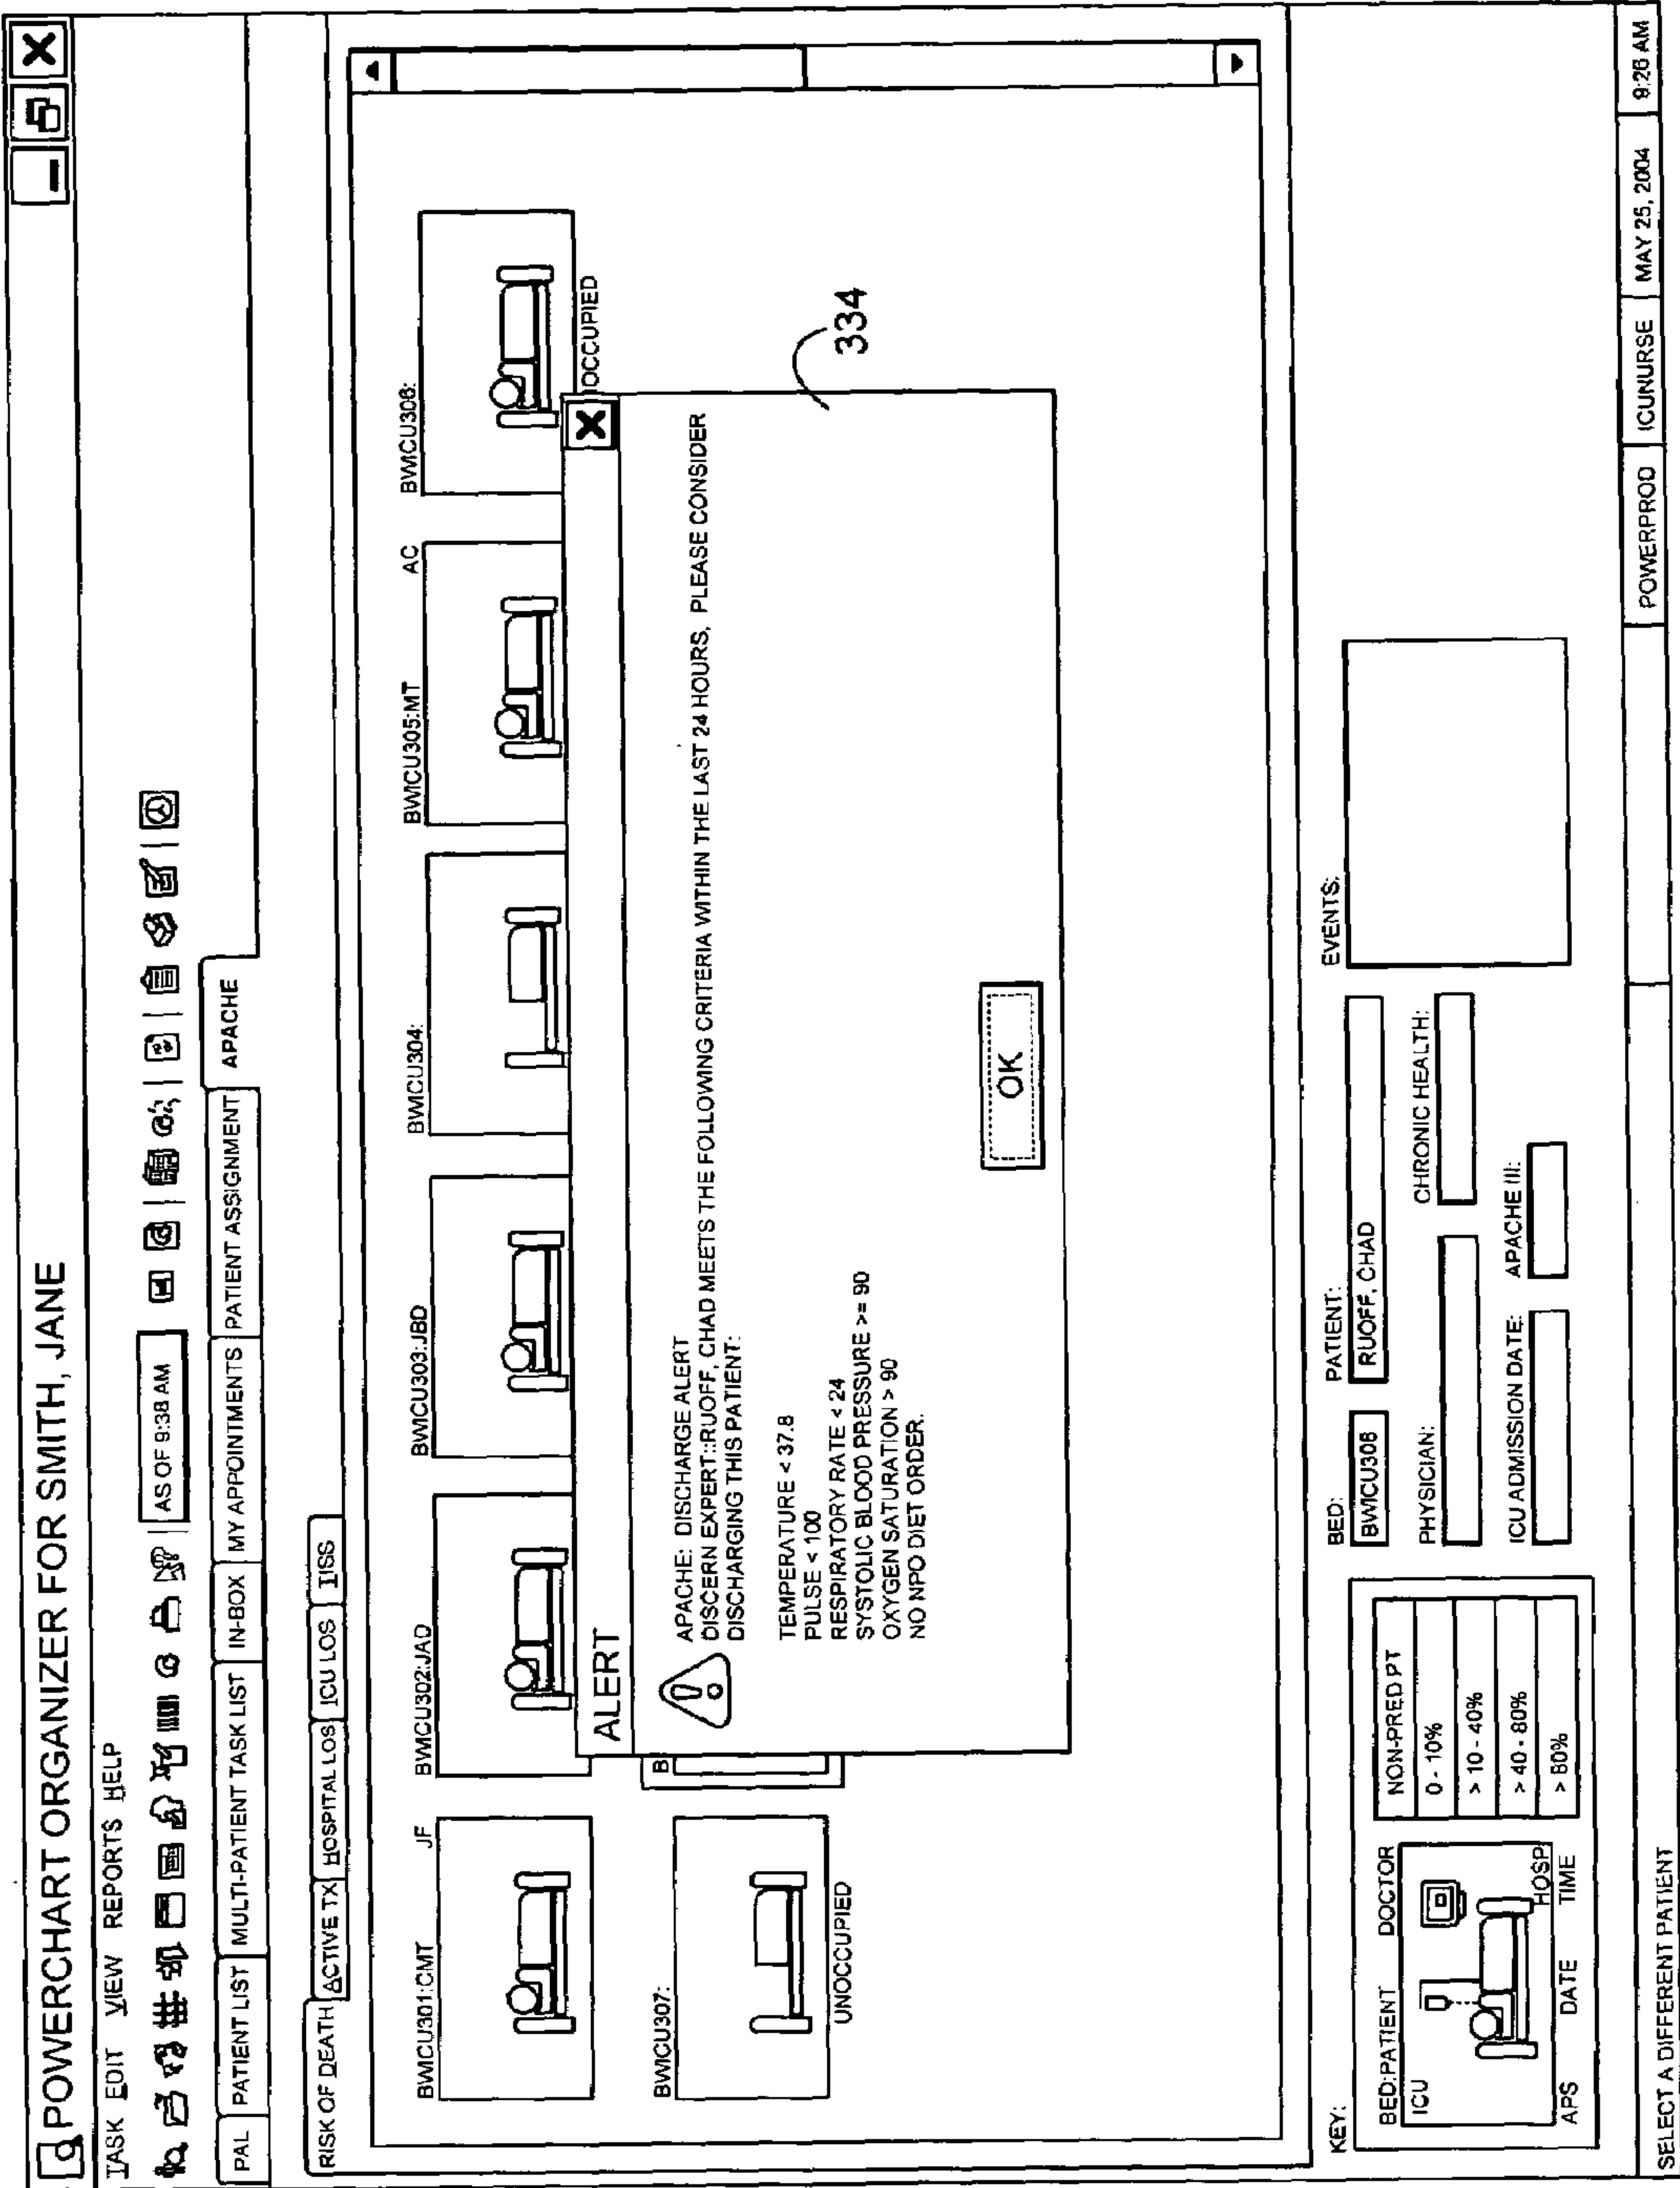 POWERCHART ORGANIZER FOR SMITH, JANE
TASK EDIT VIEW REPORTS HELP
AS OF 9:38 AM
PAL PATIENT LIST MULTI-PATIENT TASK LIST IN-BOX MY APPOINTMENTS PATIENT ASSIGNMENT APACHE
RISK OF DEATH ACTIVE TX HOSPITAL LOS ICU LOS TISS
BWICU301:CMT JF BWICU302:JAD BWICU303:JBD BWICU304: BWICU305:MT AC BWICU306:
OCCUPIED
ALERT
APACHE: DISCHARGE ALERT
DISCERN EXPERT::RUOFF, CHAD MEETS THE FOLLOWING CRITERIA WITHIN THE LAST 24 HOURS, PLEASE CONSIDER
DISCHARGING THIS PATIENT:
TEMPERATURE < 37.8
PULSE < 100
RESPIRATORY RATE < 24
SYSTOLIC BLOOD PRESSURE >= 90
OXYGEN SATURATION > 90
NO NPO DIET ORDER.
OK
334
BWICU307: B
UNOCCUPIED
KEY:
BED:PATIENT DOCTOR
ICU
HOSP
APS DATE TIME
NON-PRED PT
0 - 10%
> 10 - 40%
> 40 - 80%
> 80%
BED: PATIENT: EVENTS:
BWICU306 RUOFF, CHAD
PHYSICIAN: CHRONIC HEALTH:
ICU ADMISSION DATE: APACHE III:
SELECT A DIFFERENT PATIENT
POWERPROD ICUNURSE MAY 25, 2004 9:26 AM